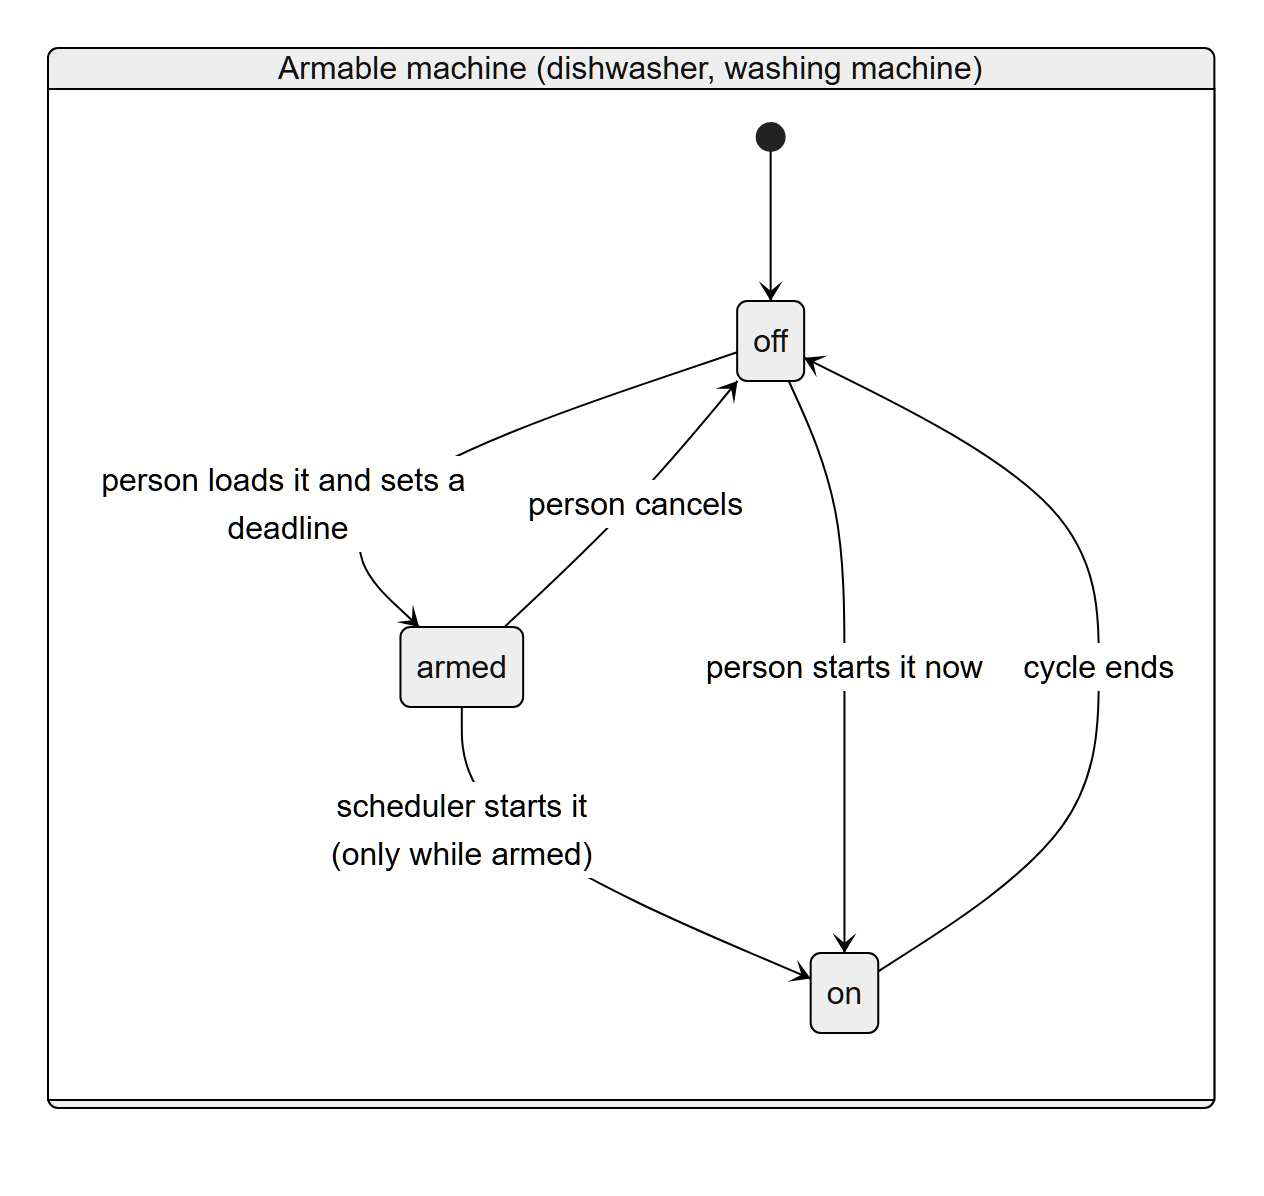 Armable machine (dishwasher, washing machine)
off
person loads it and sets a
deadline
person cancels
armed
person starts it now
cycle ends
scheduler starts it
(only while armed)
on